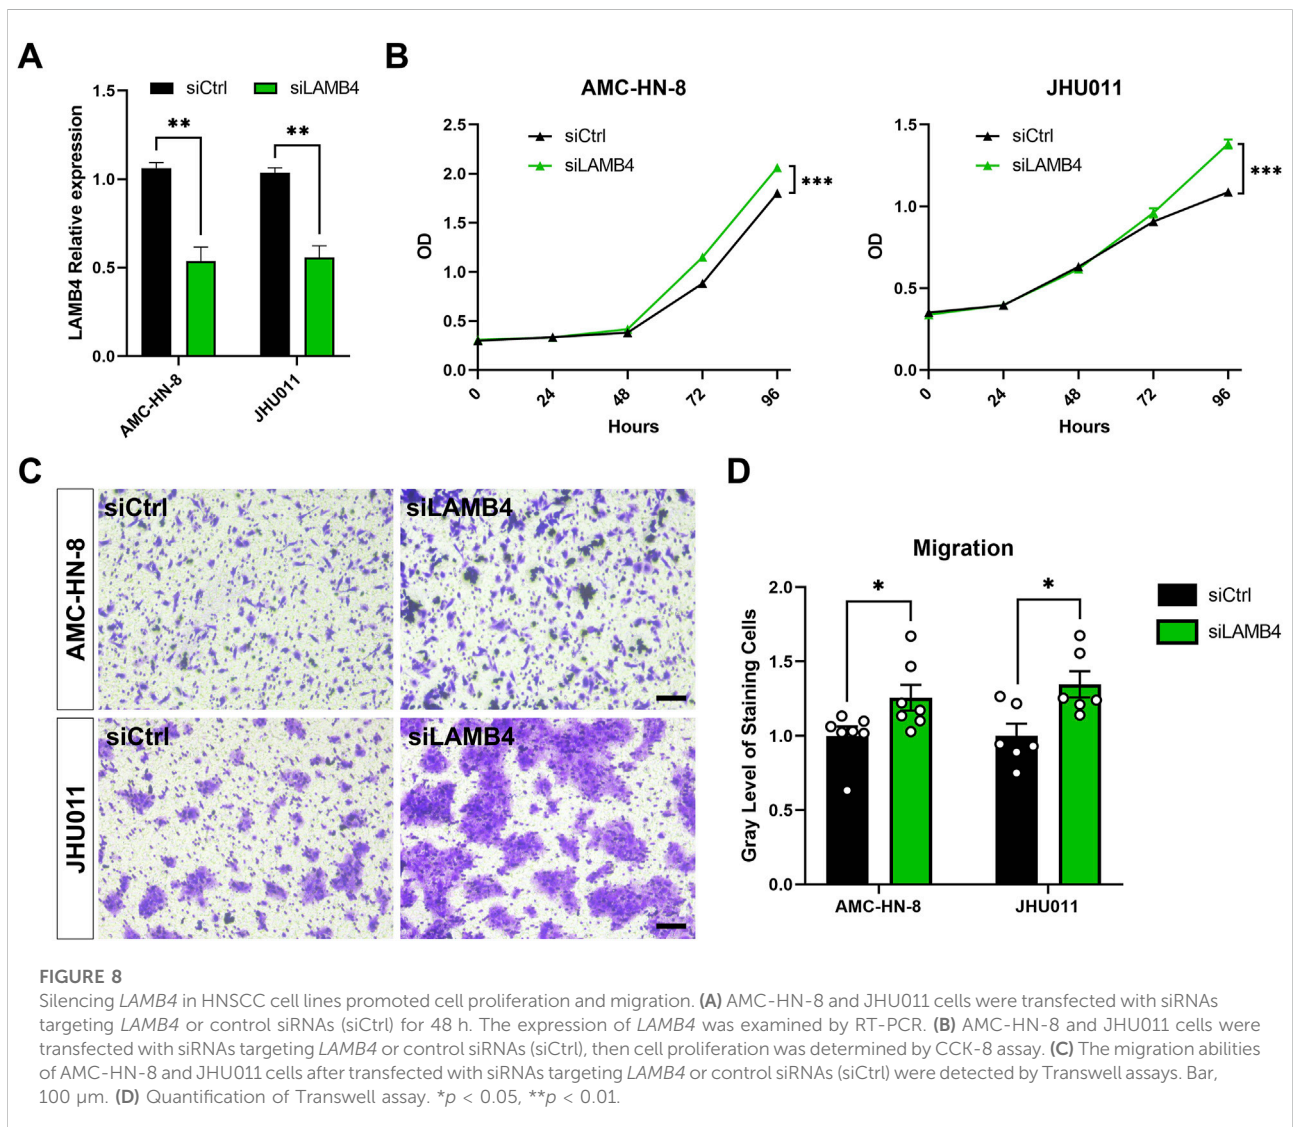 A
siCtrl
siLAMB4
LAMB4 Relative expression
1.5
1.0
0.5
0.0
**
**
AMC-HN-8
JHU011
B
AMC-HN-8
siCtrl
siLAMB4
OD
2.5
2.0
1.5
1.0
0.5
0.0
***
0
24
48
72
96
Hours
JHU011
siCtrl
siLAMB4
OD
1.5
1.0
0.5
0.0
***
0
24
48
72
96
Hours
C
AMC-HN-8
siCtrl
siLAMB4
JHU011
siCtrl
siLAMB4
D
Migration
Gray Level of Staining Cells
2.0
1.5
1.0
0.5
0.0
*
*
AMC-HN-8
JHU011
siCtrl
siLAMB4
FIGURE 8
Silencing LAMB4 in HNSCC cell lines promoted cell proliferation and migration. (A) AMC-HN-8 and JHU011 cells were transfected with siRNAs
targeting LAMB4 or control siRNAs (siCtrl) for 48 h. The expression of LAMB4 was examined by RT-PCR. (B) AMC-HN-8 and JHU011 cells were
transfected with siRNAs targeting LAMB4 or control siRNAs (siCtrl), then cell proliferation was determined by CCK-8 assay. (C) The migration abilities
of AMC-HN-8 and JHU011 cells after transfected with siRNAs targeting LAMB4 or control siRNAs (siCtrl) were detected by Transwell assays. Bar,
100 μm. (D) Quantification of Transwell assay. *p < 0.05, **p < 0.01.